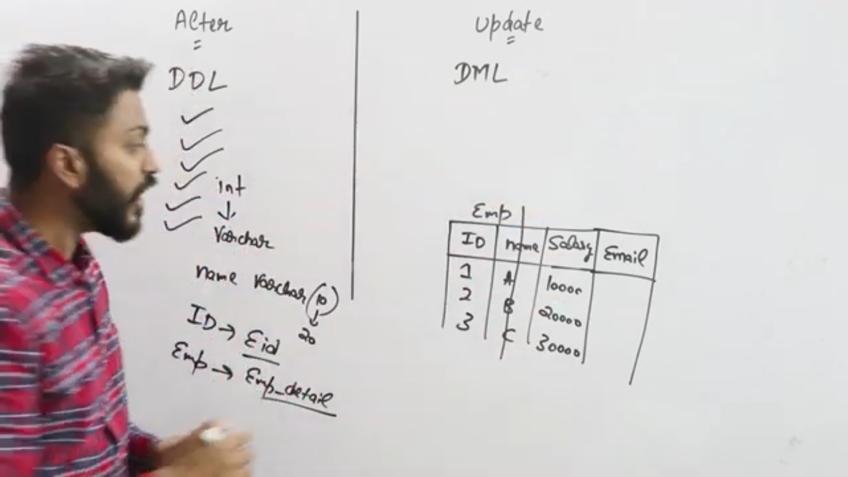 Alter
DDL
int
Varchar
name varchar 10
20
ID → Eid
Emp → Emp_detail
Update
DML
Emp
ID name Salary Email
1 A 10000
2 B 20000
3 C 30000